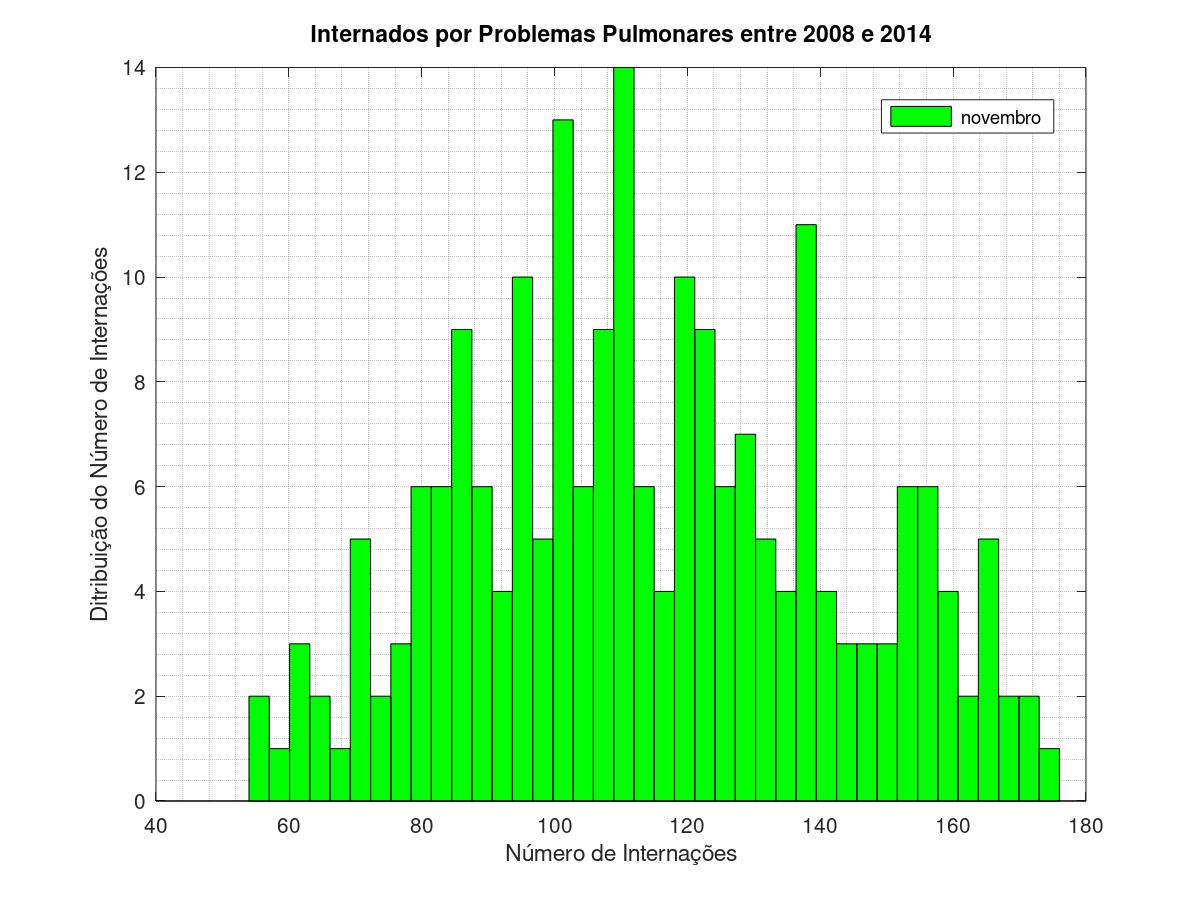 Internados por Problemas Pulmonares entre 2008 e 2014
novembro
14
12
10
8
6
4
2
0
Ditribuição do Número de Internações
40 60 80 100 120 140 160 180
Número de Internações